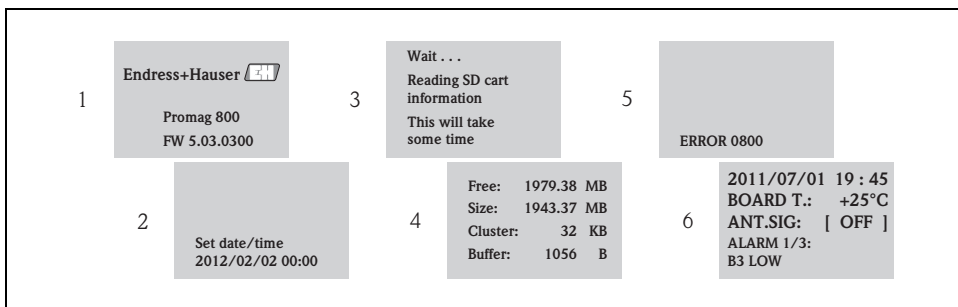 1
Endress+Hauser EH
Promag 800
FW 5.03.0300
2
Set date/time
2012/02/02 00:00
3
Wait . . .
Reading SD cart
information
This will take
some time
4
Free: 1979.38 MB
Size: 1943.37 MB
Cluster: 32 KB
Buffer: 1056 B
5
ERROR 0800
6
2011/07/01 19 : 45
BOARD T.: +25°C
ANT.SIG: [ OFF ]
ALARM 1/3:
B3 LOW